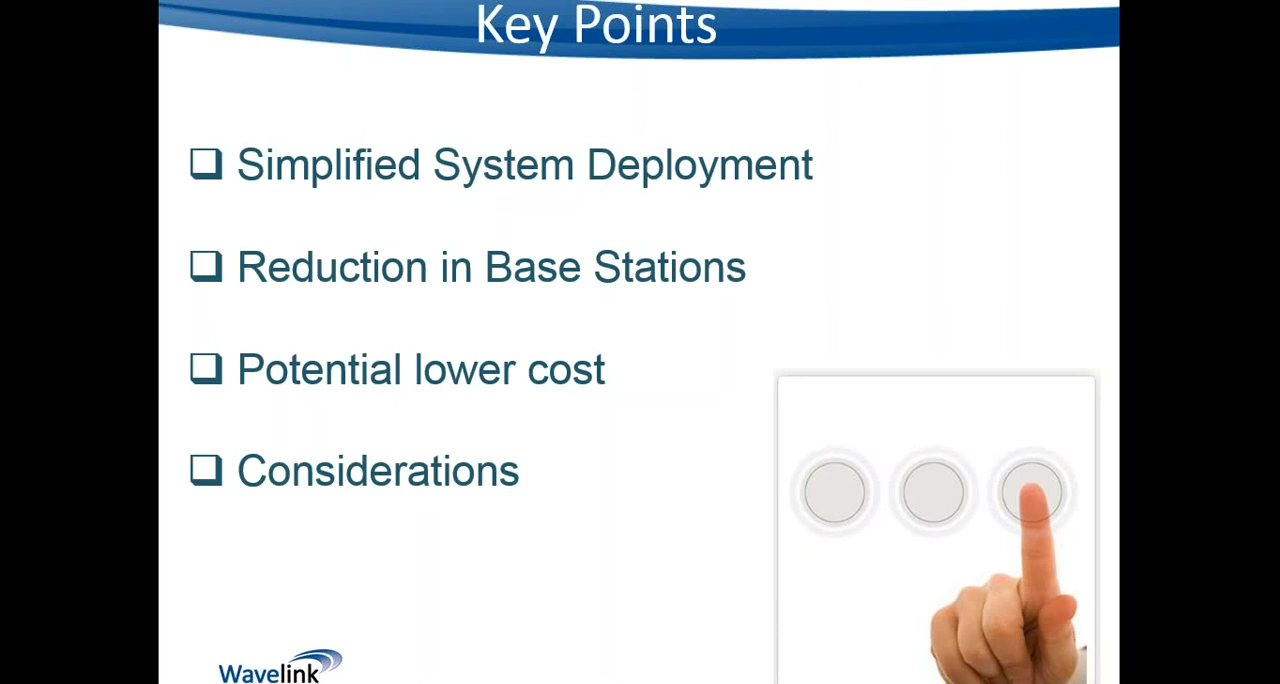 Key Points
Simplified System Deployment
Reduction in Base Stations
Potential lower cost
Considerations
Wavelink